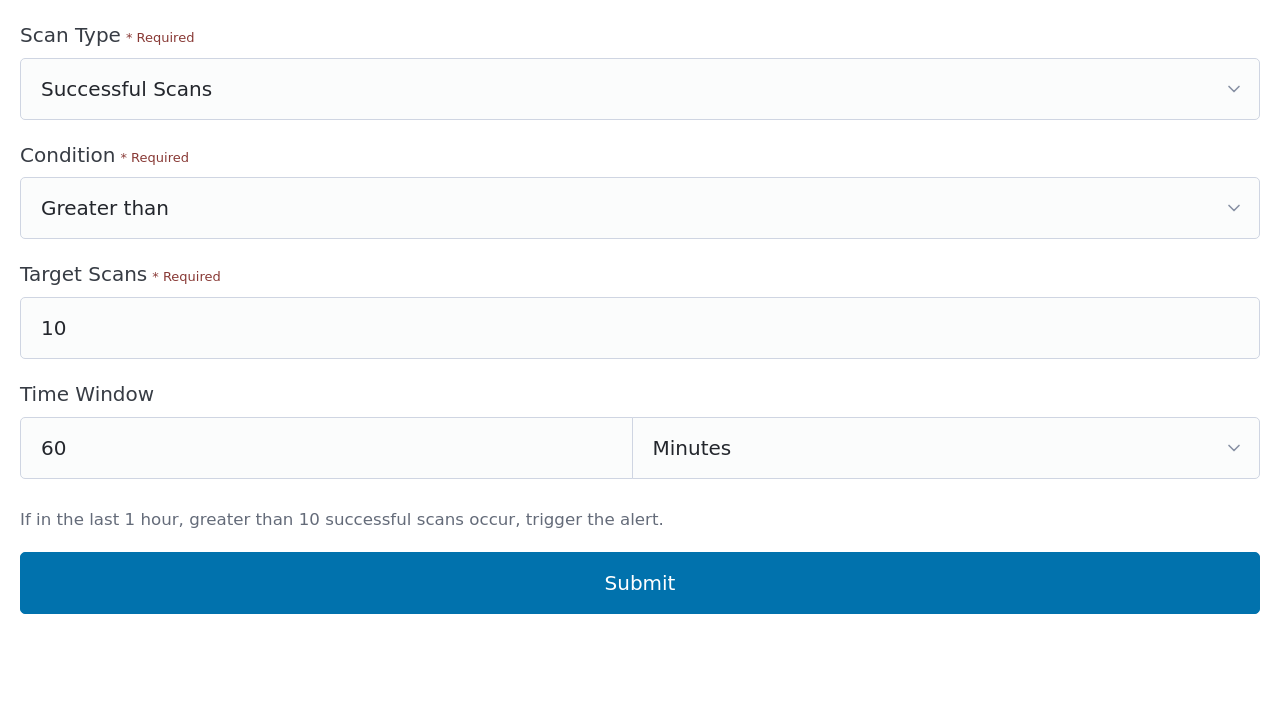 Scan Type * Required
Successful Scans
Condition * Required
Greater than
Target Scans * Required
10
Time Window
60
Minutes
If in the last 1 hour, greater than 10 successful scans occur, trigger the alert.
Submit